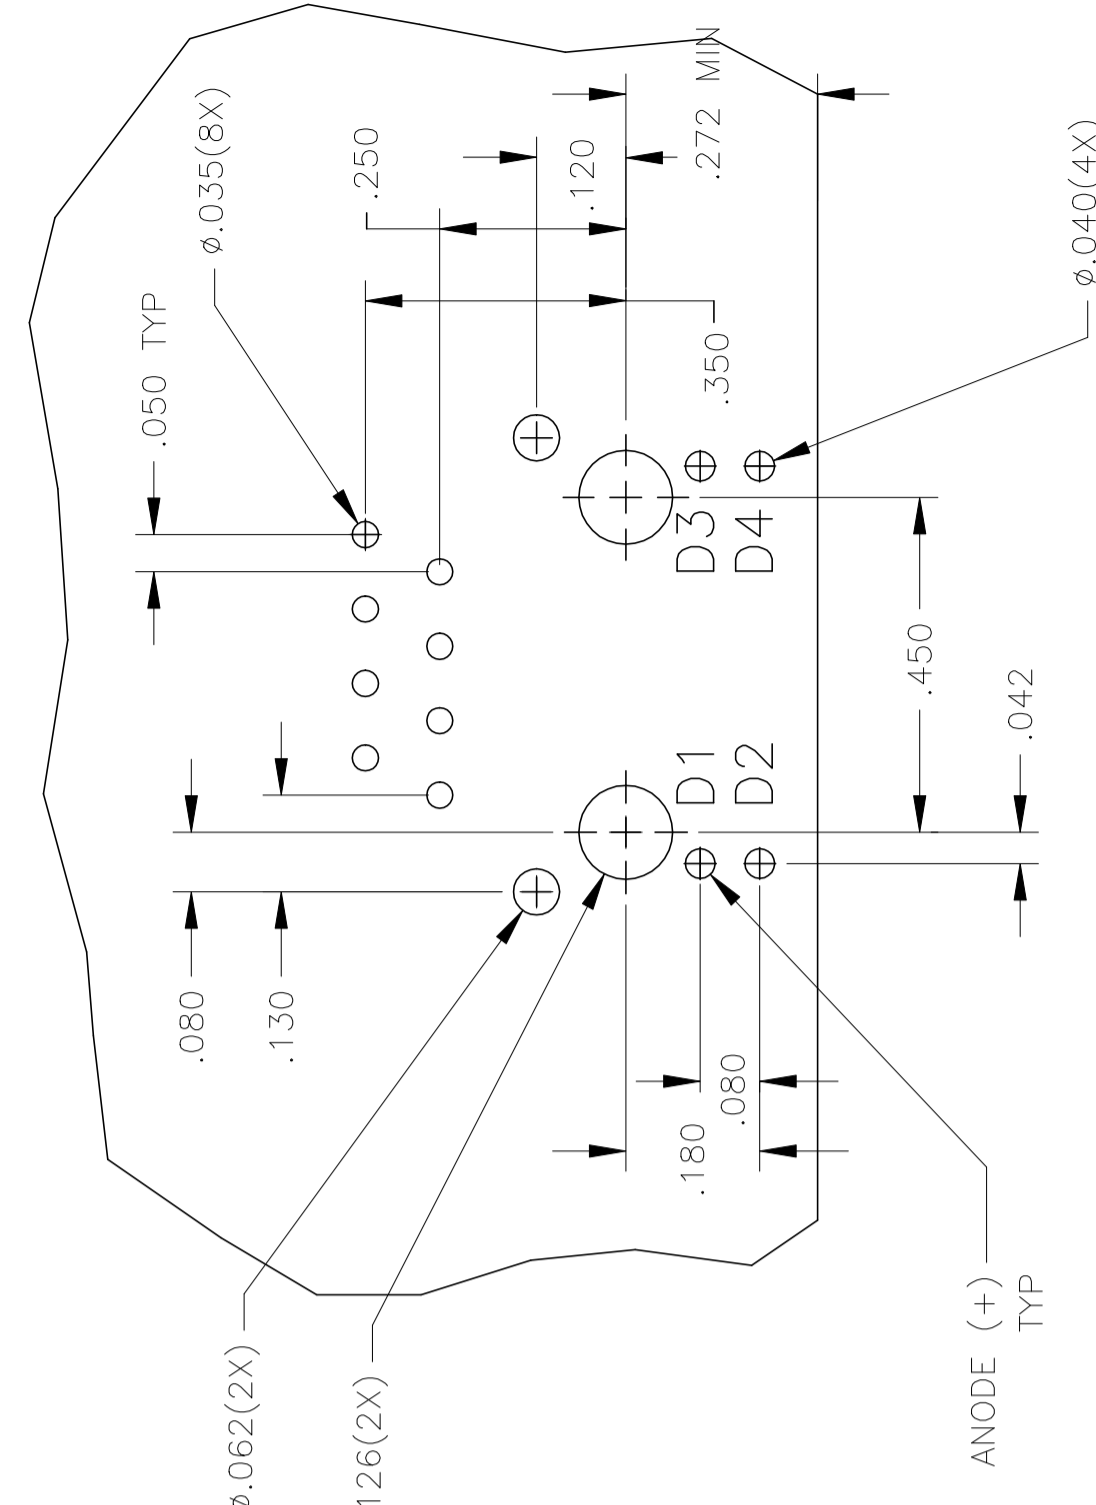 .050 TYP
ø.035(8X)
.250
.120
.272 MIN
ø.040(4X)
.350
D3
D4
.450
.042
D1
D2
.080
.130
.080
.180
ø.062(2X)
126(2X)
ANODE (+)
TYP